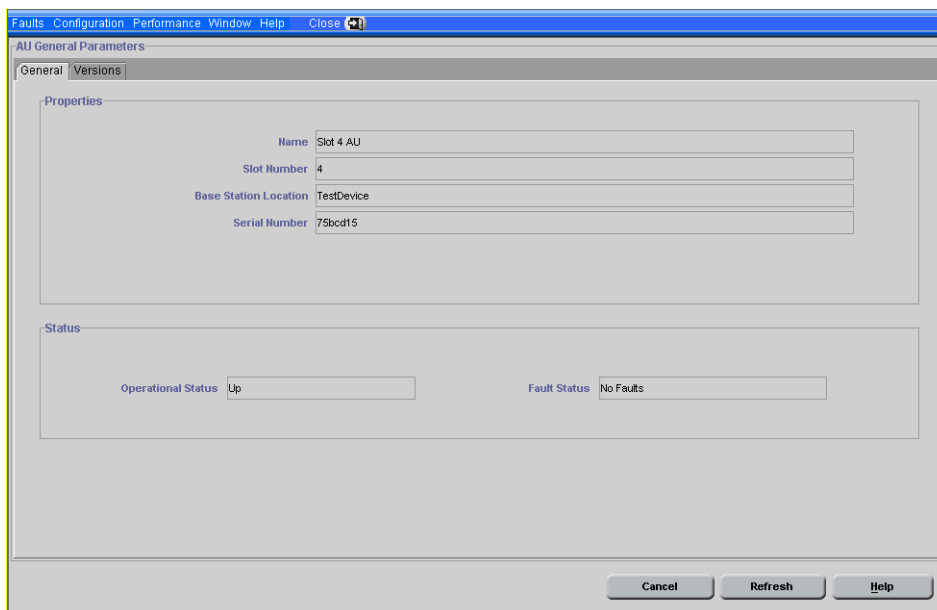 Faults Configuration Performance Window Help Close
AU General Parameters
General Versions
Properties
Name Slot 4 AU
Slot Number 4
Base Station Location TestDevice
Serial Number 75bcd15
Status
Operational Status Up Fault Status No Faults
Cancel Refresh Help